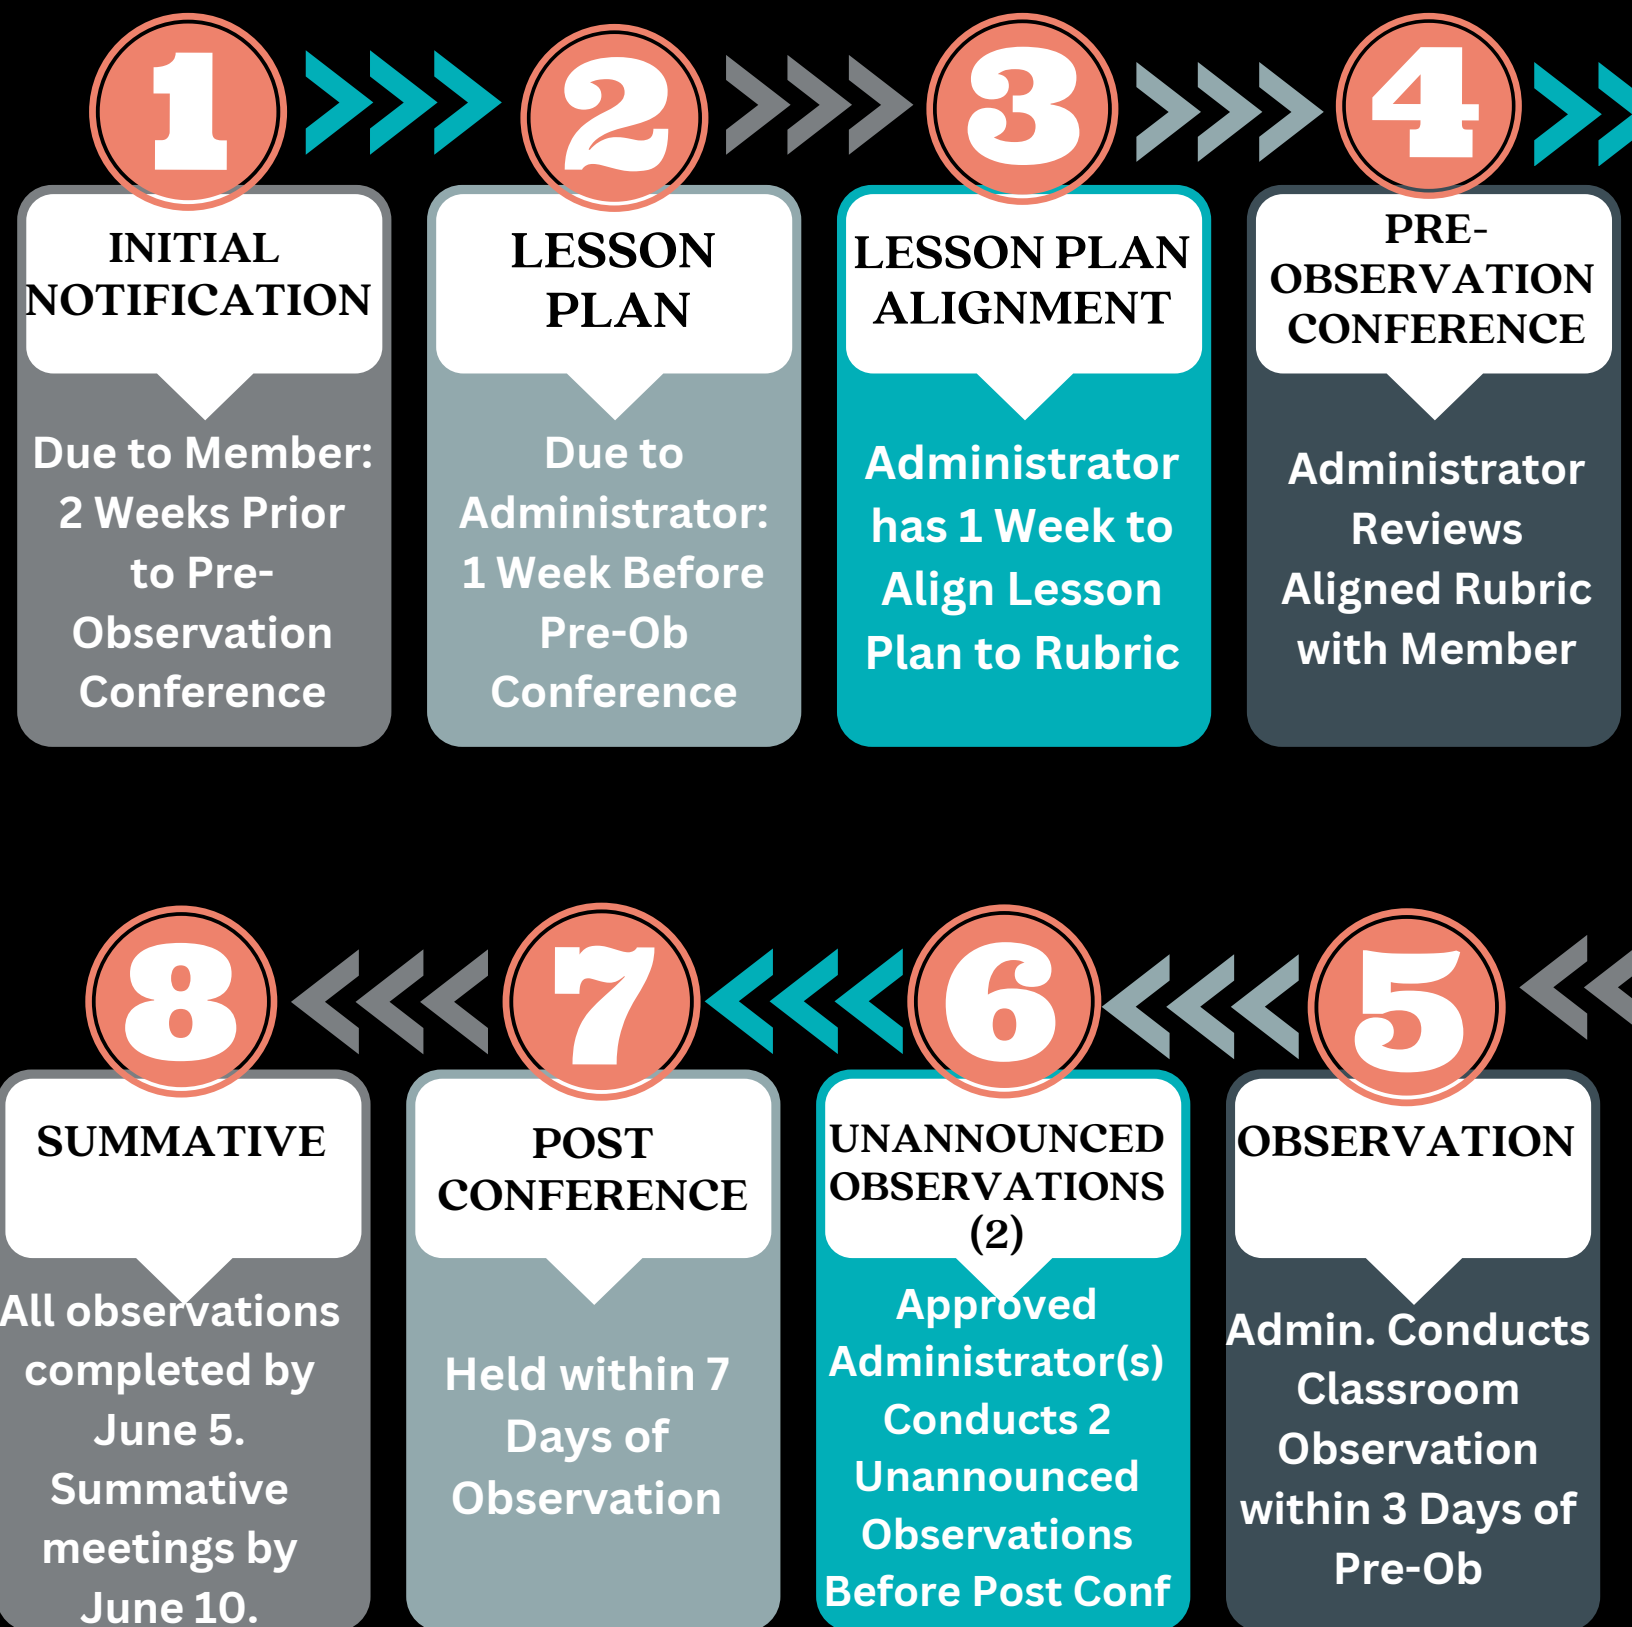 1
INITIAL
NOTIFICATION
Due to Member:
2 Weeks Prior
to Pre-
Observation
Conference
2
LESSON
PLAN
Due to
Administrator:
1 Week Before
Pre-Ob
Conference
3
LESSON PLAN
ALIGNMENT
Administrator
has 1 Week to
Align Lesson
Plan to Rubric
4
PRE-
OBSERVATION
CONFERENCE
Administrator
Reviews
Aligned Rubric
with Member
5
OBSERVATION
Admin. Conducts
Classroom
Observation
within 3 Days of
Pre-Ob
6
UNANNOUNCED
OBSERVATIONS
(2)
Approved
Administrator(s)
Conducts 2
Unannounced
Observations
Before Post Conf
7
POST
CONFERENCE
Held within 7
Days of
Observation
8
SUMMATIVE
All observations
completed by
June 5.
Summative
meetings by
June 10.